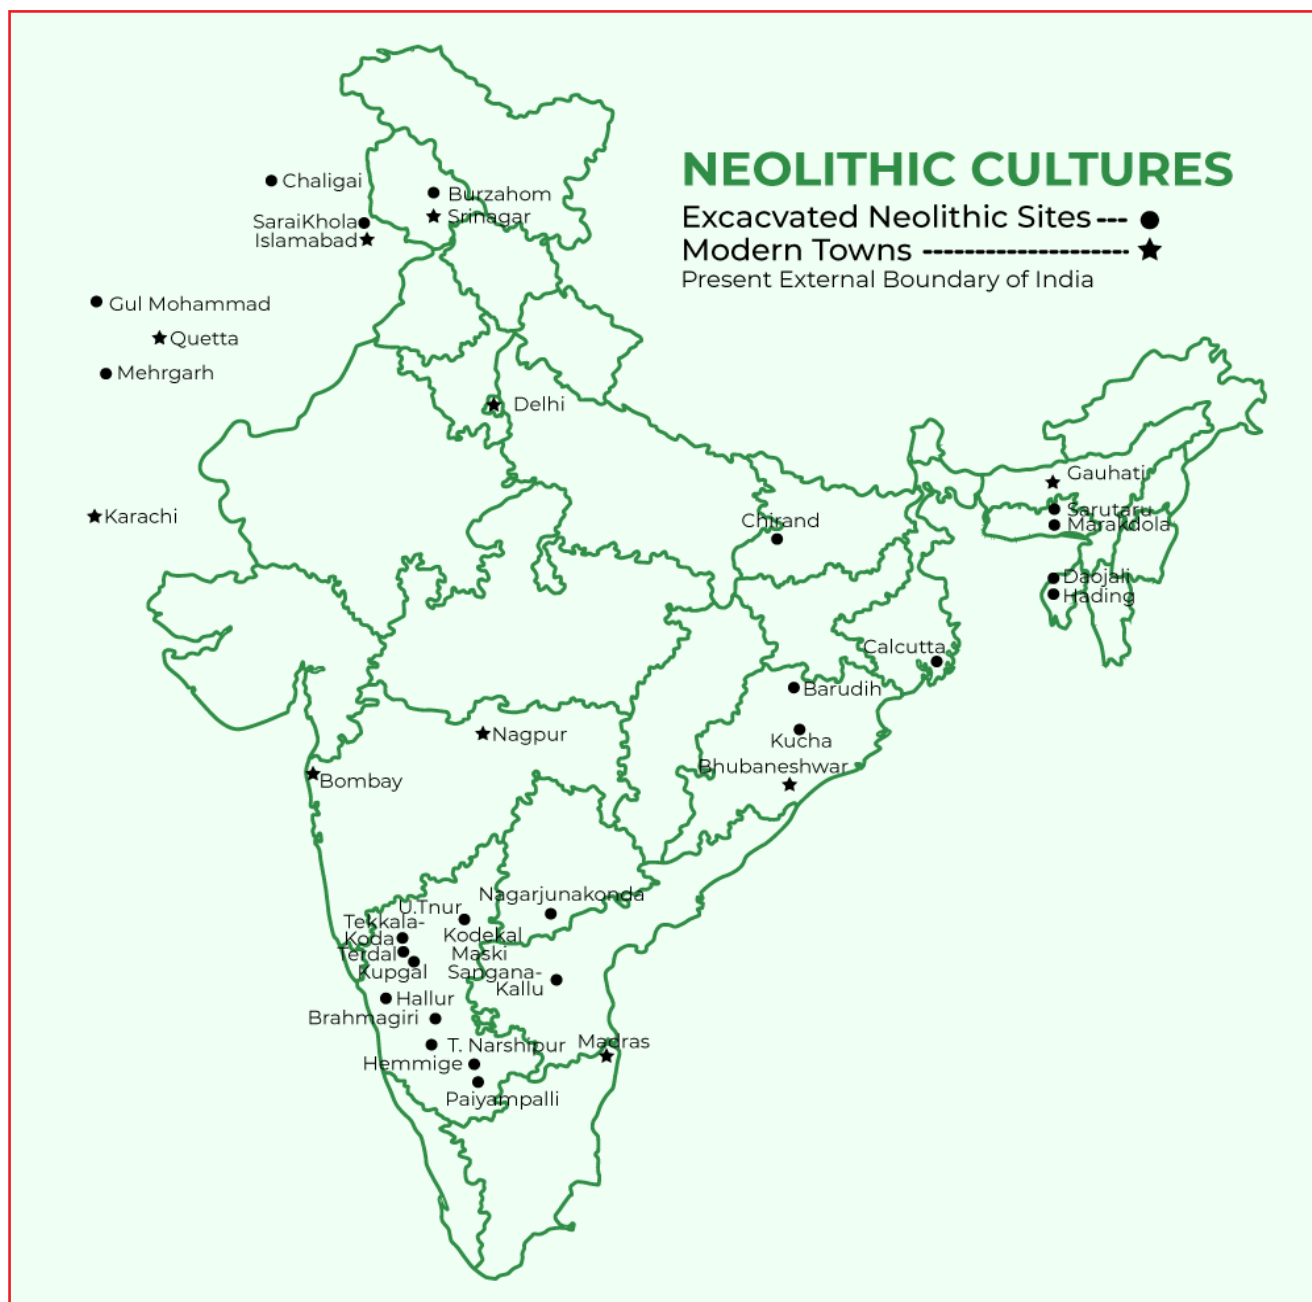 NEOLITHIC CULTURES
Excacvated Neolithic Sites ---
Modern Towns --------------------
Present External Boundary of India
Chaligai
Burzahom
Srinagar
SaraiKhola
Islamabad
Gul Mohammad
Quetta
Mehrgarh
Delhi
Karachi
Gauhati
Sarutaru
Marakdola
Chirand
Daojali
Hading
Calcutta
Barudih
Kucha
Bhubaneshwar
Nagpur
Bombay
Nagarjunakonda
U.Tnur
Tekkala-
Koda
Kodekal
Terdal
Maski
Kupgal
Sangana-
Kallu
Hallur
Brahmagiri
T. Narshipur
Madras
Hemmige
Paiyampalli